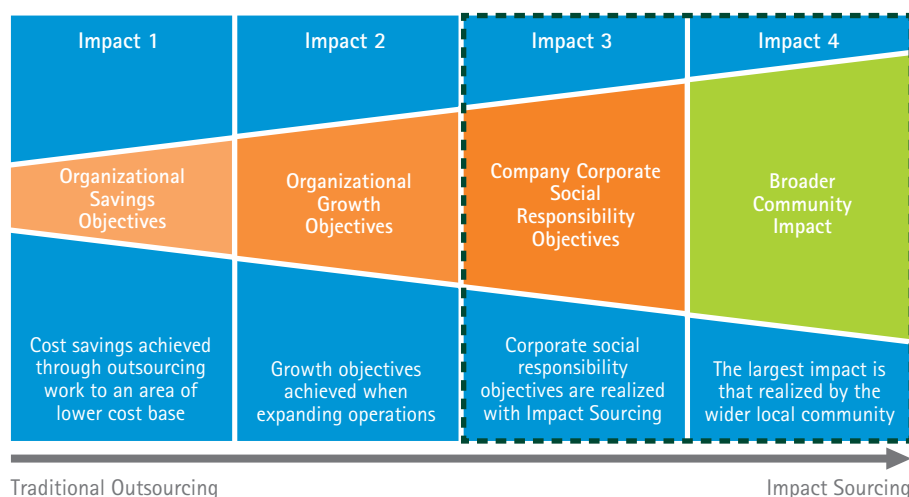 Impact 1
Impact 2
Impact 3
Impact 4
Organizational
Savings
Objectives
Organizational
Growth
Objectives
Company Corporate
Social
Responsibility
Objectives
Broader
Community
Impact
Cost savings achieved
through outsourcing
work to an area of
lower cost base
Growth objectives
achieved when
expanding operations
Corporate social
responsibility
objectives are realized
with Impact Sourcing
The largest impact is
that realized by the
wider local community
Traditional Outsourcing
Impact Sourcing